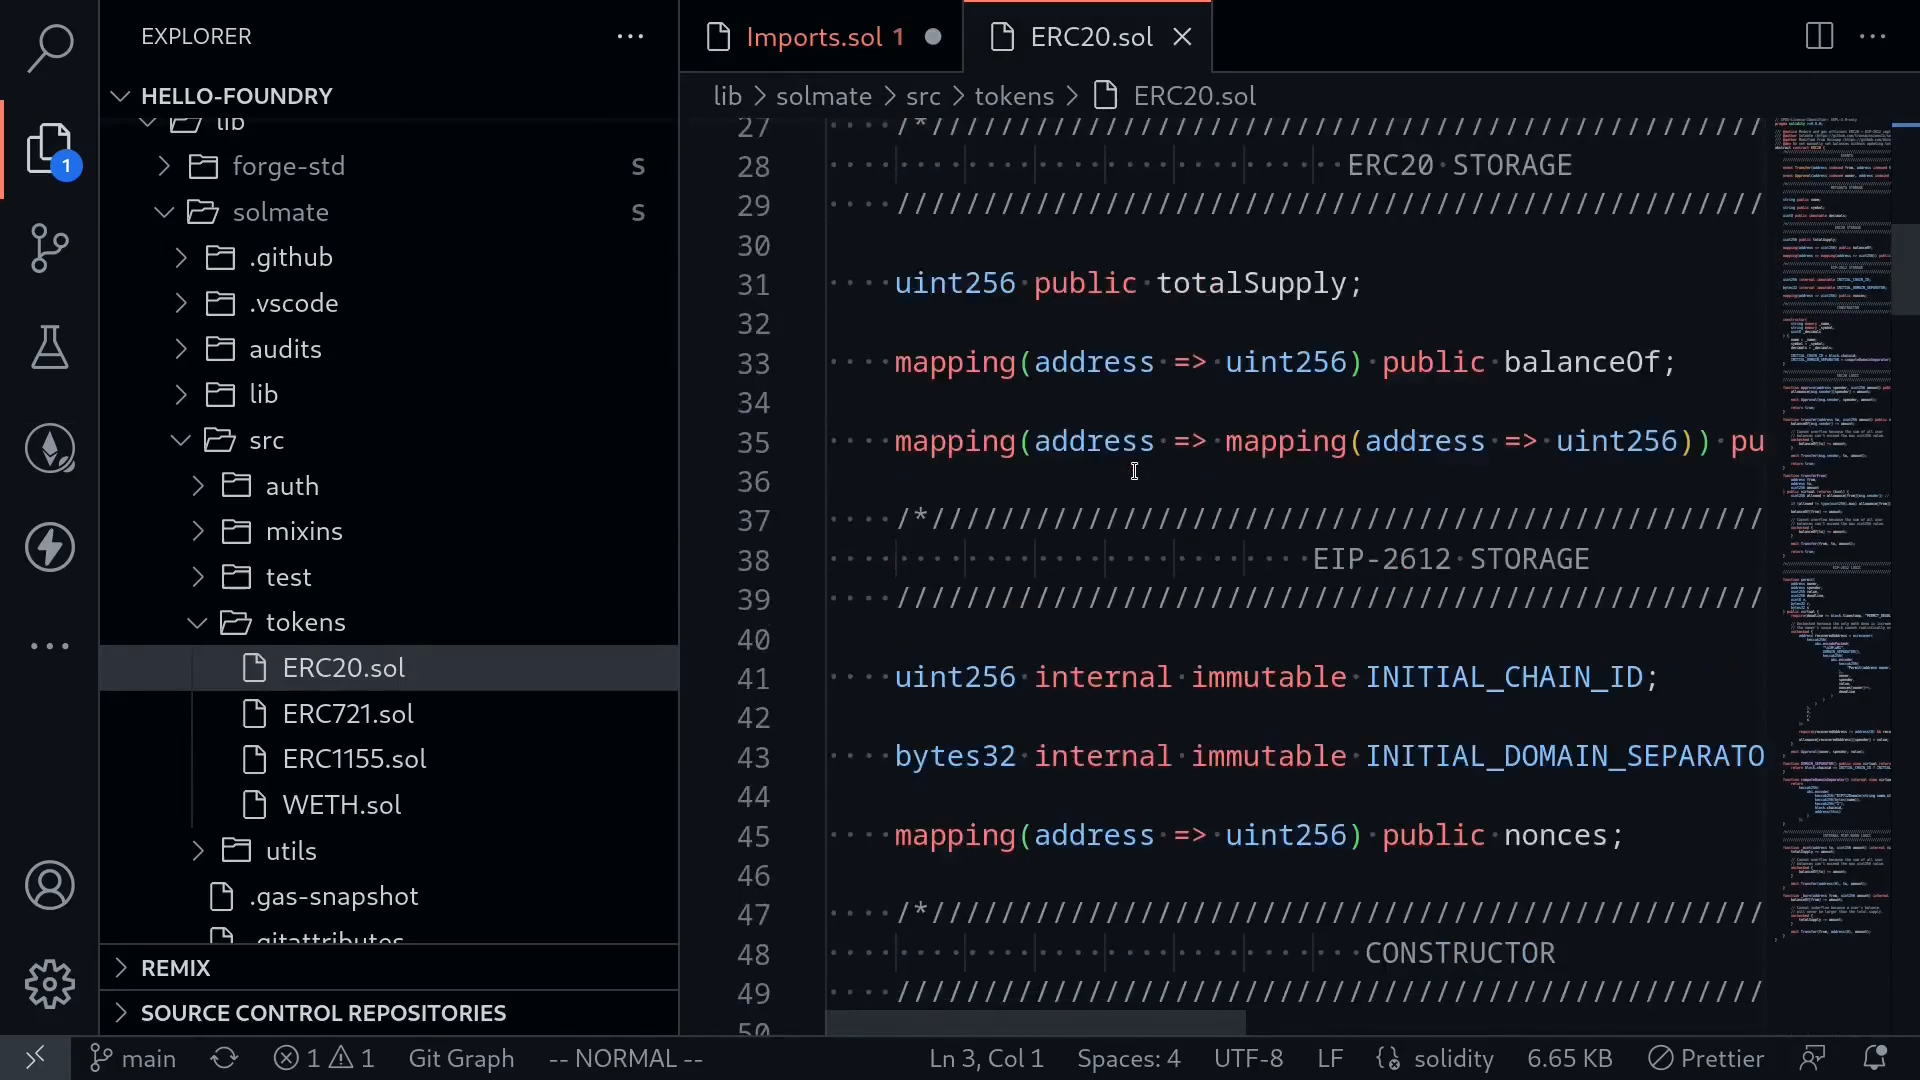 EXPLORER
HELLO-FOUNDRY
lib
forge-std S
solmate S
.github
.vscode
audits
lib
src
auth
mixins
test
tokens
ERC20.sol
ERC721.sol
ERC1155.sol
WETH.sol
utils
.gas-snapshot
.gitattributes
REMIX
SOURCE CONTROL REPOSITORIES
1
Imports.sol 1
ERC20.sol
lib > solmate > src > tokens > ERC20.sol
27 /*////////////////////////////////////////////////
28 ERC20 STORAGE
29 //////////////////////////////////////////////////
30
31 uint256 public totalSupply;
32
33 mapping(address => uint256) public balanceOf;
34
35 mapping(address => mapping(address => uint256)) pu
36
37 /*////////////////////////////////////////////////
38 EIP-2612 STORAGE
39 //////////////////////////////////////////////////
40
41 uint256 internal immutable INITIAL_CHAIN_ID;
42
43 bytes32 internal immutable INITIAL_DOMAIN_SEPARATO
44
45 mapping(address => uint256) public nonces;
46
47 /*////////////////////////////////////////////////
48 CONSTRUCTOR
49 //////////////////////////////////////////////////
50
main
1 1
Git Graph
-- NORMAL --
Ln 3, Col 1
Spaces: 4
UTF-8
LF
solidity
6.65 KB
Prettier